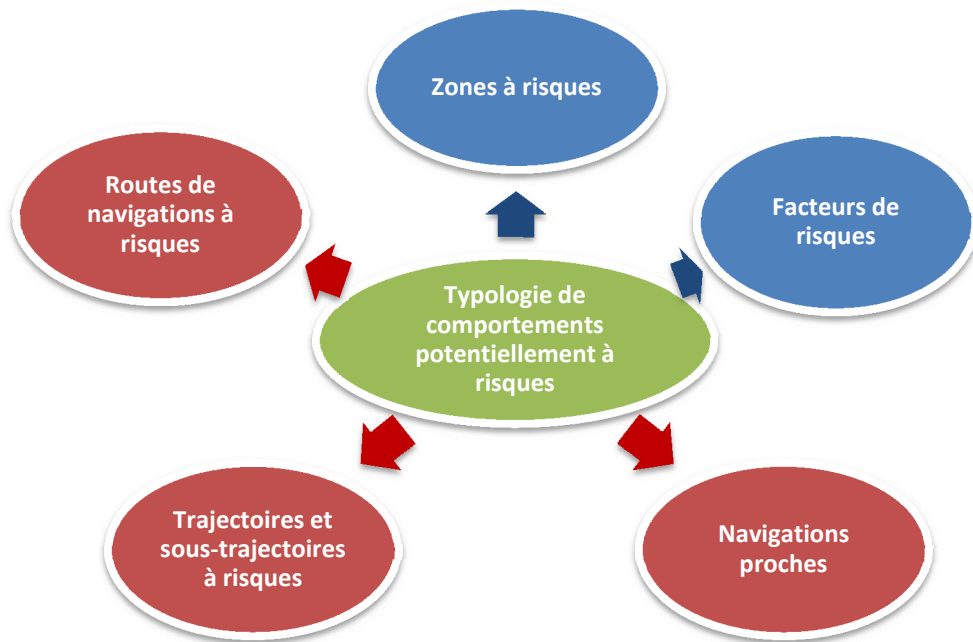 Zones à risques
Routes de
navigations à
risques
Facteurs de
risques
Typologie de
comportements
potentiellement à
risques
Trajectoires et
sous-trajectoires
à risques
Navigations
proches